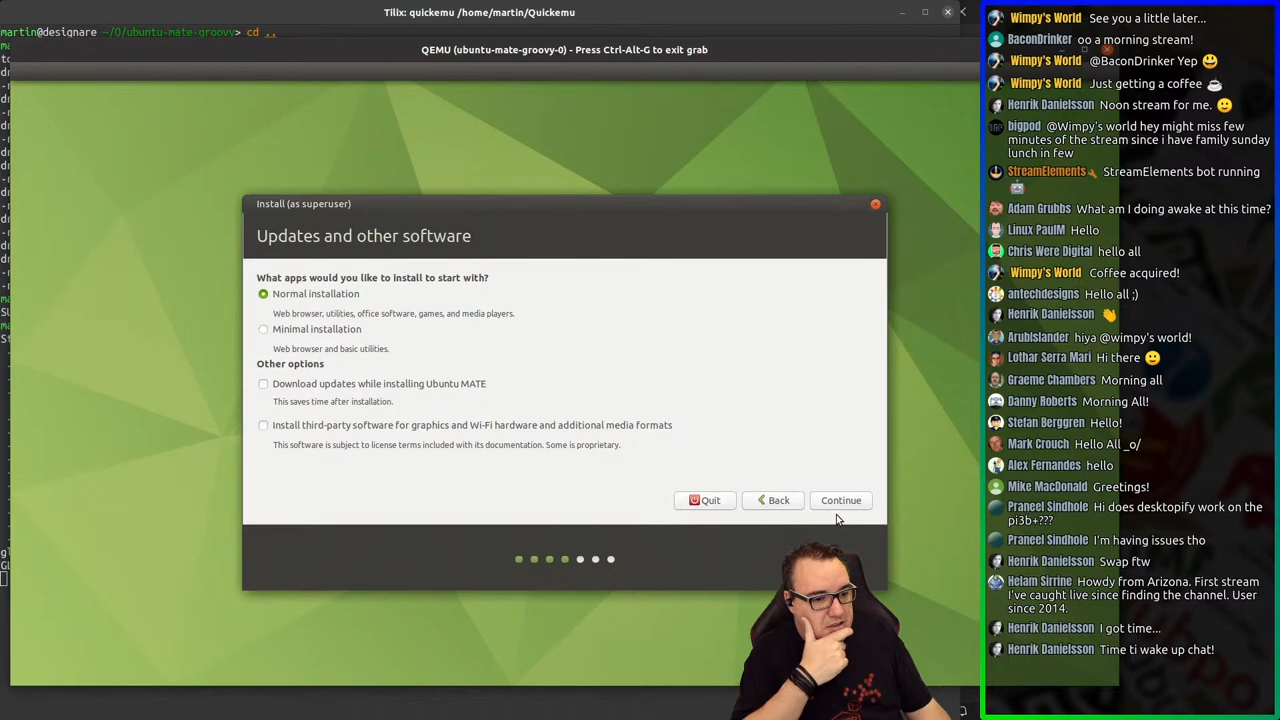 Tilix: quickemu /home/martin/Quickemu
martin@designare ~/Q/ubuntu-mate-groovy> cd ..
QEMU (ubuntu-mate-groovy-0) - Press Ctrl-Alt-G to exit grab
Install (as superuser)
Updates and other software
What apps would you like to install to start with?
Normal installation
Web browser, utilities, office software, games, and media players.
Minimal installation
Web browser and basic utilities.
Other options
Download updates while installing Ubuntu MATE
This saves time after installation.
Install third-party software for graphics and Wi-Fi hardware and additional media formats
This software is subject to license terms included with its documentation. Some is proprietary.
Quit
Back
Continue
Wimpy's World See you a little later...
BaconDrinker oo a morning stream!
Wimpy's World @BaconDrinker Yep 😃
Wimpy's World Just getting a coffee ☕
Henrik Danielsson Noon stream for me. 🙂
bigpod @Wimpy's world hey might miss few
minutes of the stream since i have family sunday
lunch in few
StreamElements StreamElements bot running
🤖
Adam Grubbs What am I doing awake at this time?
Linux PaulM Hello
Chris Were Digital hello all
Wimpy's World Coffee acquired!
antechdesigns Hello all ;)
Henrik Danielsson 👋
ArubIslander hiya @wimpy's world!
Lothar Serra Mari Hi there 🙂
Graeme Chambers Morning all
Danny Roberts Morning All!
Stefan Berggren Hello!
Mark Crouch Hello All _o/
Alex Fernandes hello
Mike MacDonald Greetings!
Praneel Sindhole Hi does desktopify work on the
pi3b+???
Praneel Sindhole I'm having issues tho
Henrik Danielsson Swap ftw
Helam Sirrine Howdy from Arizona. First stream
I've caught live since finding the channel. User
since 2014.
Henrik Danielsson I got time...
Henrik Danielsson Time ti wake up chat!